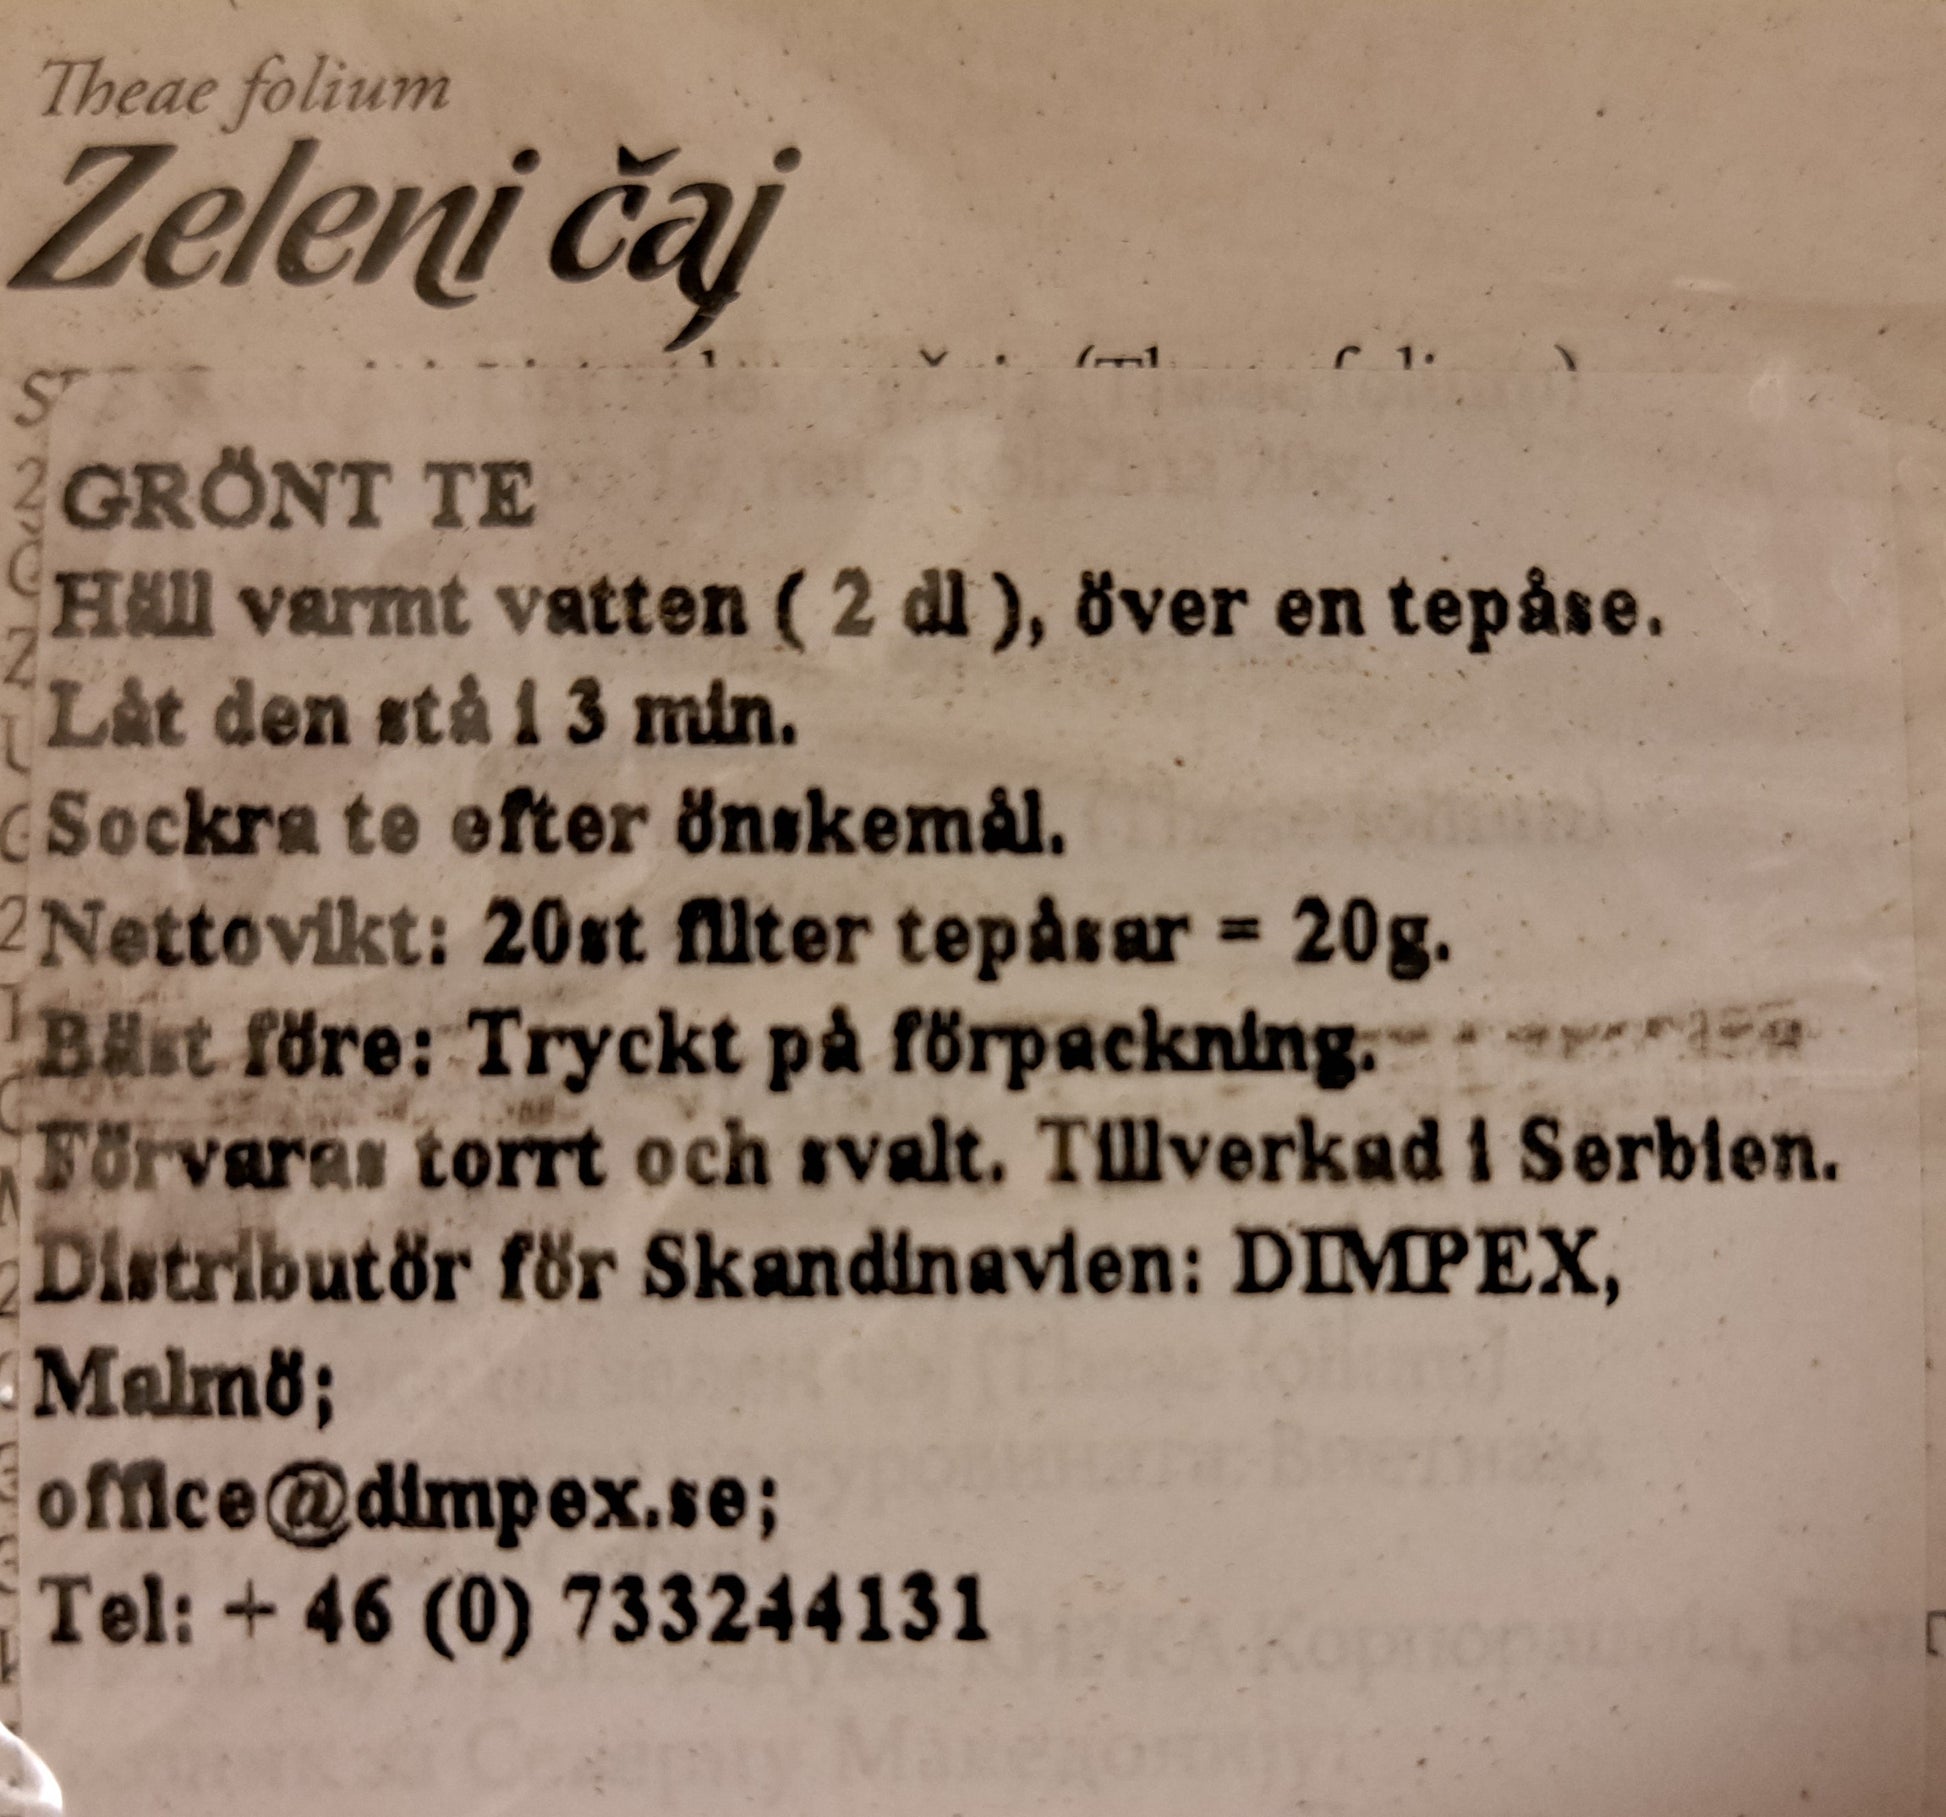 Theae folium
Zeleni čaj
GRÖNT TE
Häll varmt vatten ( 2 dl ), över en tepåse.
Låt den stå i 3 min.
Sockra te efter önskemål.
Nettovikt: 20st filter tepåsar = 20g.
Bäst före: Tryckt på förpackning.
Förvaras torrt och svalt. Tillverkad i Serbien.
Distributör för Skandinavien: DIMPEX,
Malmö;
office@dimpex.se;
Tel: + 46 (0) 733244131